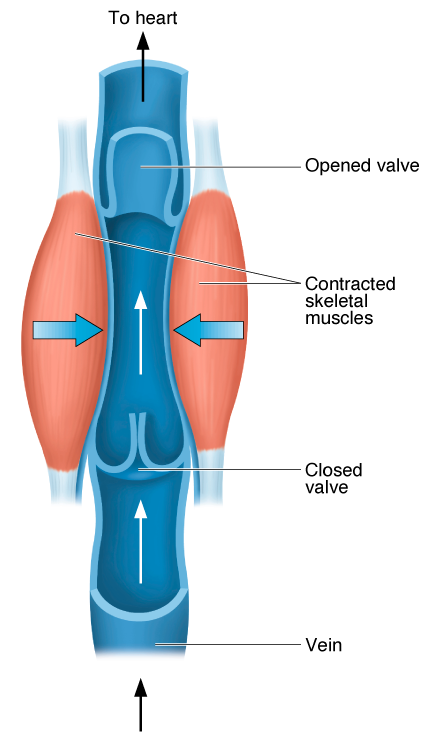 To heart
Opened valve
Contracted
skeletal
muscles
Closed
valve
Vein